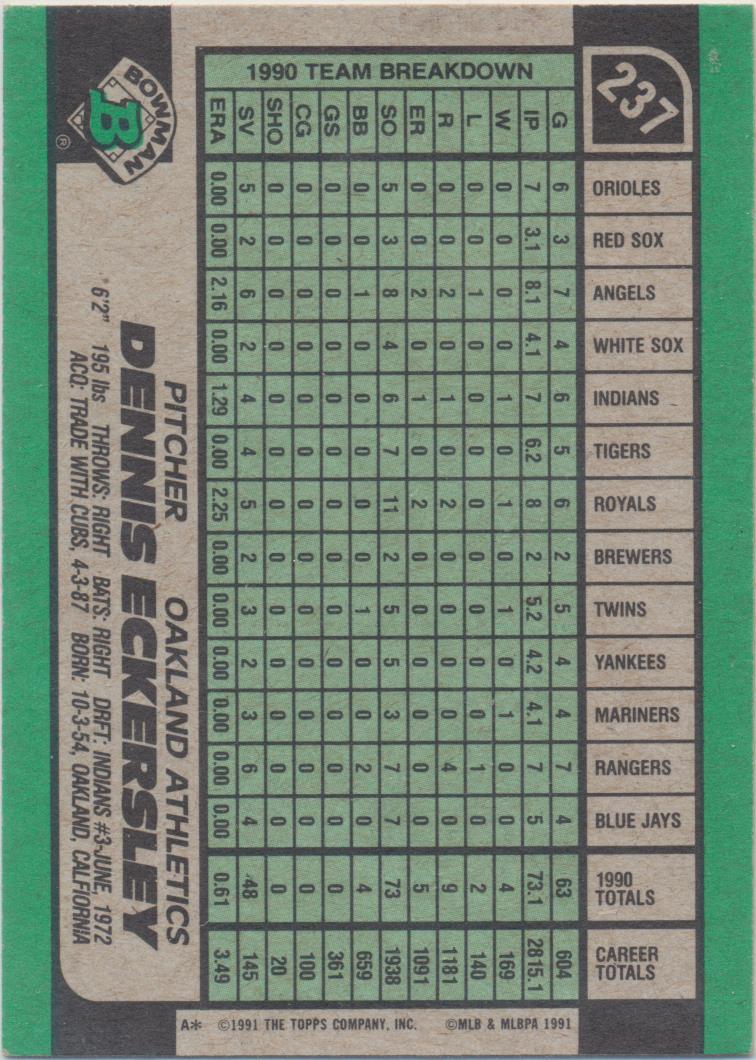 237
BOWMAN
B
®
1990 TEAM BREAKDOWN
G IP W L R ER SO BB GS CG SHO SV ERA
ORIOLES 6 7 0 0 0 0 5 0 0 0 0 5 0.00
RED SOX 3 3.1 0 0 0 0 3 0 0 0 0 2 0.00
ANGELS 7 8.1 0 1 2 2 8 1 0 0 0 6 2.16
WHITE SOX 4 4.1 0 0 0 0 4 0 0 0 0 2 0.00
INDIANS 6 7 1 0 1 1 6 0 0 0 0 4 1.29
TIGERS 5 6.2 0 0 0 0 7 0 0 0 0 4 0.00
ROYALS 6 8 1 0 2 2 11 0 0 0 0 5 2.25
BREWERS 2 2 0 0 0 0 2 0 0 0 0 2 0.00
TWINS 5 5.2 1 0 0 0 5 1 0 0 0 3 0.00
YANKEES 4 4.2 0 0 0 0 5 0 0 0 0 2 0.00
MARINERS 4 4.1 1 0 0 0 3 0 0 0 0 3 0.00
RANGERS 7 7 0 1 4 0 7 2 0 0 0 6 0.00
BLUE JAYS 4 5 0 0 0 0 7 0 0 0 0 4 0.00
1990 TOTALS 63 73.1 4 2 9 5 73 4 0 0 0 48 0.61
CAREER TOTALS 604 2815.1 169 140 1181 1091 1938 659 361 100 20 145 3.49
PITCHER OAKLAND ATHLETICS
DENNIS ECKERSLEY
6'2" 195 lbs THROWS: RIGHT BATS: RIGHT DRFT: INDIANS #3-JUNE, 1972
ACQ: TRADE WITH CUBS, 4-3-87 BORN: 10-3-54, OAKLAND, CALIFORNIA
A* ©1991 THE TOPPS COMPANY, INC. ©MLB & MLBPA 1991